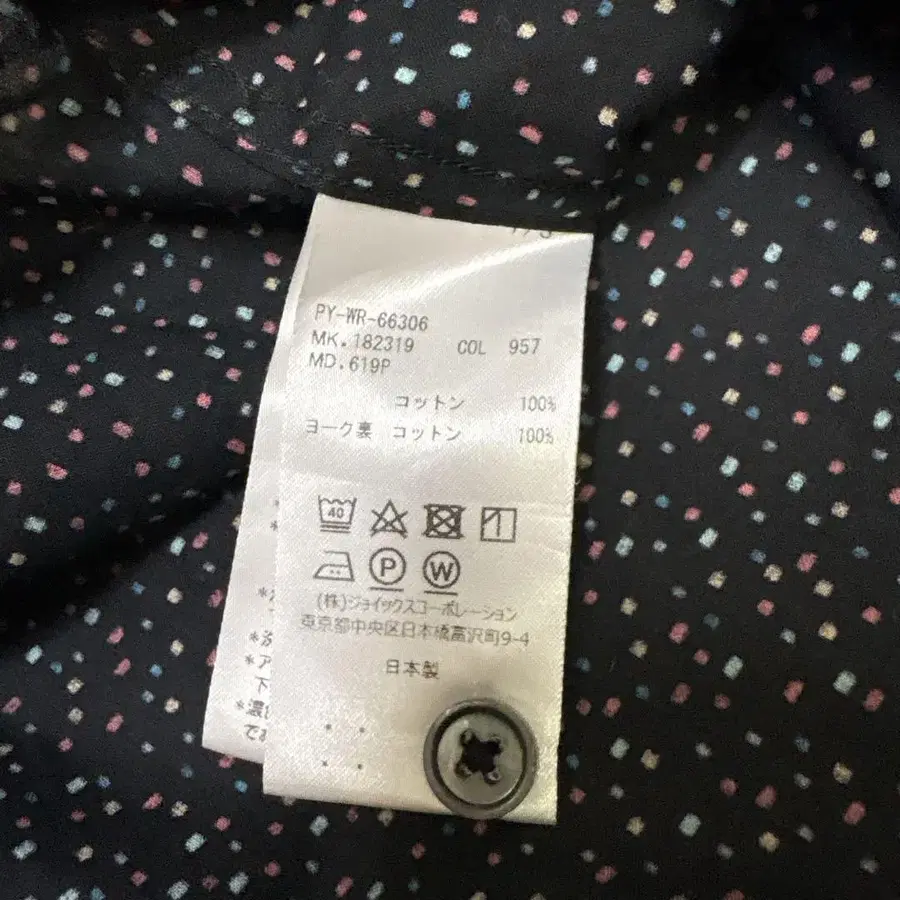 PY-WR-66306
MK.182319 COL 957
MD.619P
コットン 100%
ヨーク裏 コットン 100%
40
P W
(株)ジョイックスコーポレーション
東京都中央区日本橋富沢町9-4
日本製